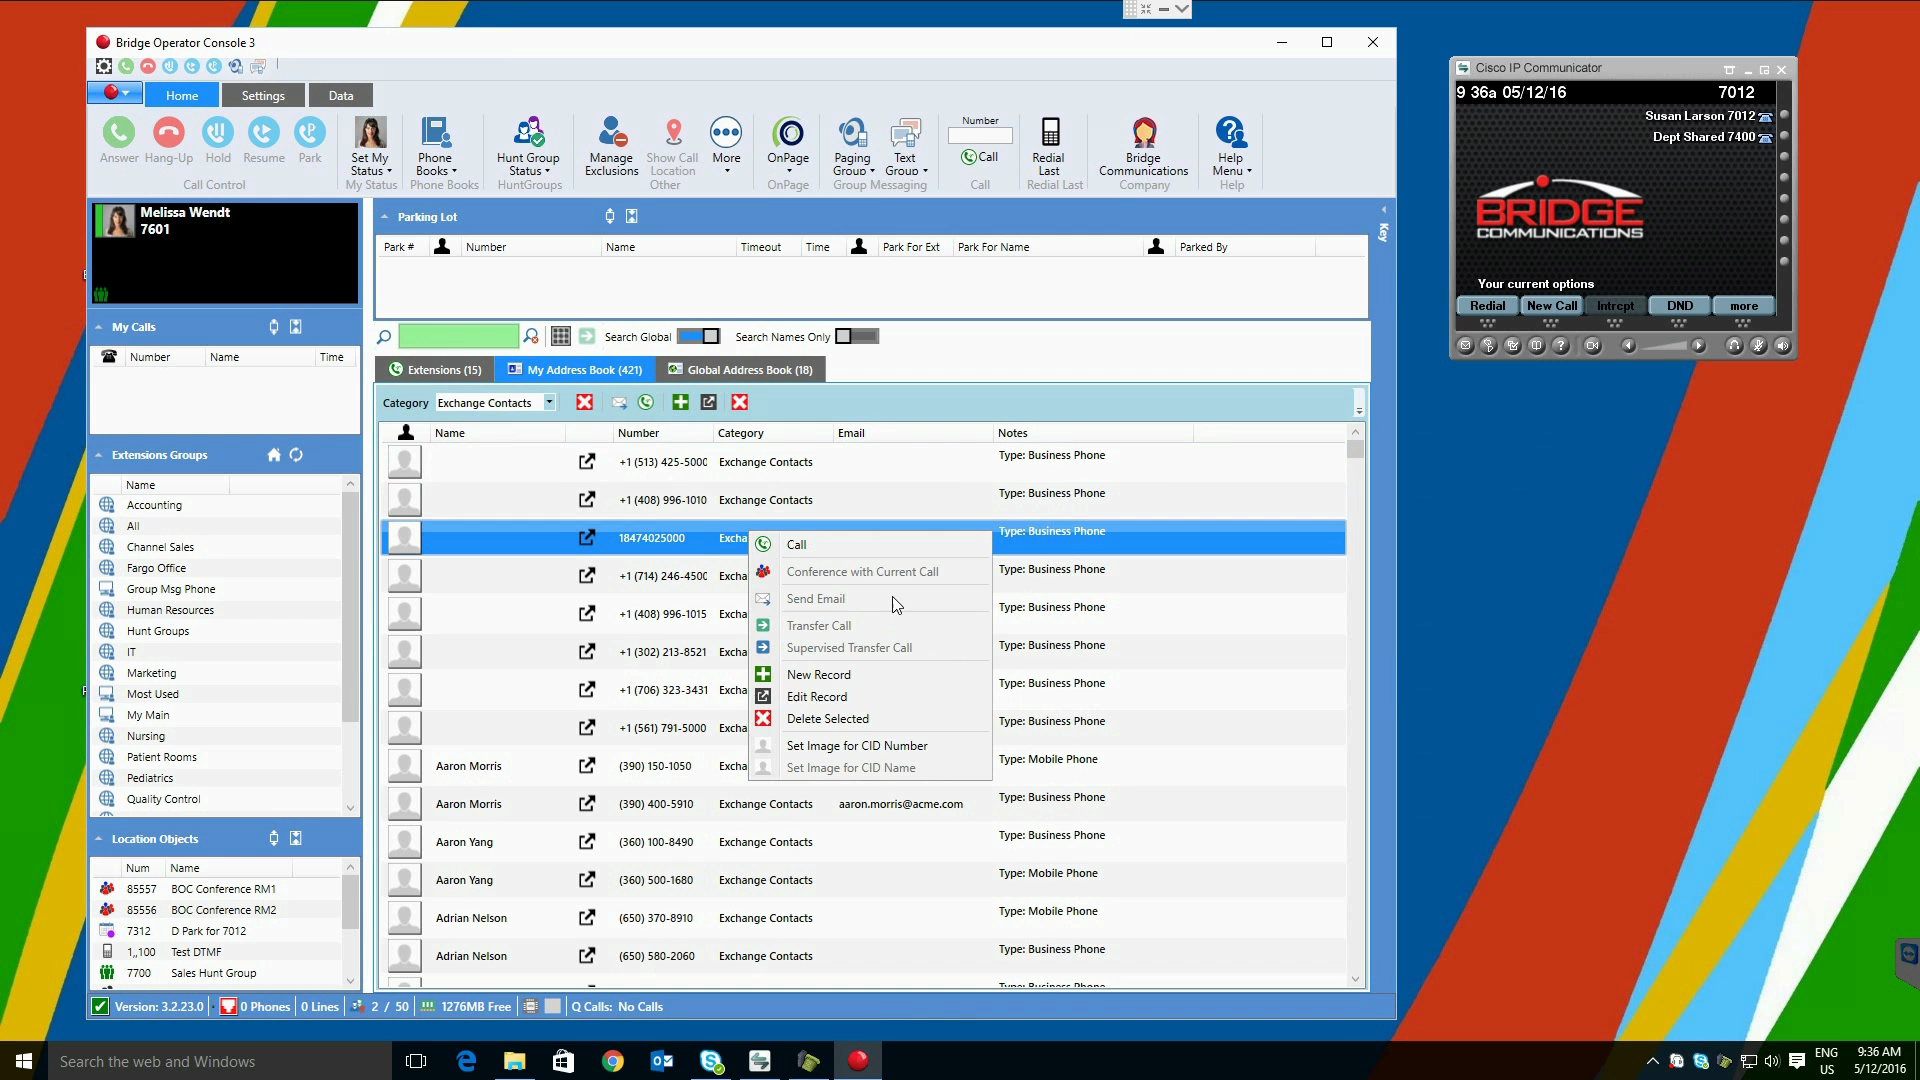 Bridge Operator Console 3
Home
Settings
Data
Answer
Hang-Up
Hold
Resume
Park
Call Control
Set My
Status
My Status
Phone
Books
Phone Books
Hunt Group
Status
HuntGroups
Manage
Exclusions
Show Call
Location
More
Other
OnPage
OnPage
Paging
Group
Text
Group
Group Messaging
Number
Call
Call
Redial
Last
Redial Last
Bridge
Communications
Company
Help
Menu
Help
Melissa Wendt
7601
My Calls
Number Name Time
Extensions Groups
Name
Accounting
All
Channel Sales
Fargo Office
Group Msg Phone
Human Resources
Hunt Groups
IT
Marketing
Most Used
My Main
Nursing
Patient Rooms
Pediatrics
Quality Control
Location Objects
Num Name
85557 BOC Conference RM1
85556 BOC Conference RM2
7312 D Park for 7012
1,,100 Test DTMF
7700 Sales Hunt Group
Parking Lot
Key
Park # Number Name Timeout Time Park For Ext Park For Name Parked By
Search Global
Search Names Only
Extensions (15)
My Address Book (421)
Global Address Book (18)
Category Exchange Contacts
Name Number Category Email Notes
+1 (513) 425-5000 Exchange Contacts Type: Business Phone
+1 (408) 996-1010 Exchange Contacts Type: Business Phone
18474025000 Excha Type: Business Phone
+1 (714) 246-4500 Excha Type: Business Phone
+1 (408) 996-1015 Excha Type: Business Phone
+1 (302) 213-8521 Excha Type: Business Phone
+1 (706) 323-3431 Excha Type: Business Phone
+1 (561) 791-5000 Excha Type: Business Phone
Aaron Morris (390) 150-1050 Excha Type: Mobile Phone
Aaron Morris (390) 400-5910 Exchange Contacts aaron.morris@acme.com Type: Business Phone
Aaron Yang (360) 100-8490 Exchange Contacts Type: Business Phone
Aaron Yang (360) 500-1680 Exchange Contacts Type: Mobile Phone
Adrian Nelson (650) 370-8910 Exchange Contacts Type: Mobile Phone
Adrian Nelson (650) 580-2060 Exchange Contacts Type: Business Phone
Type: Business Phone
Call
Conference with Current Call
Send Email
Transfer Call
Supervised Transfer Call
New Record
Edit Record
Delete Selected
Set Image for CID Number
Set Image for CID Name
Version: 3.2.23.0
0 Phones
0 Lines
2 / 50
1276MB Free
Q Calls: No Calls
Cisco IP Communicator
9 36a 05/12/16 7012
Susan Larson 7012
Dept Shared 7400
BRIDGE
COMMUNICATIONS
Your current options
Redial
New Call
Intrcpt
DND
more
Search the web and Windows
ENG
US
9:36 AM
5/12/2016